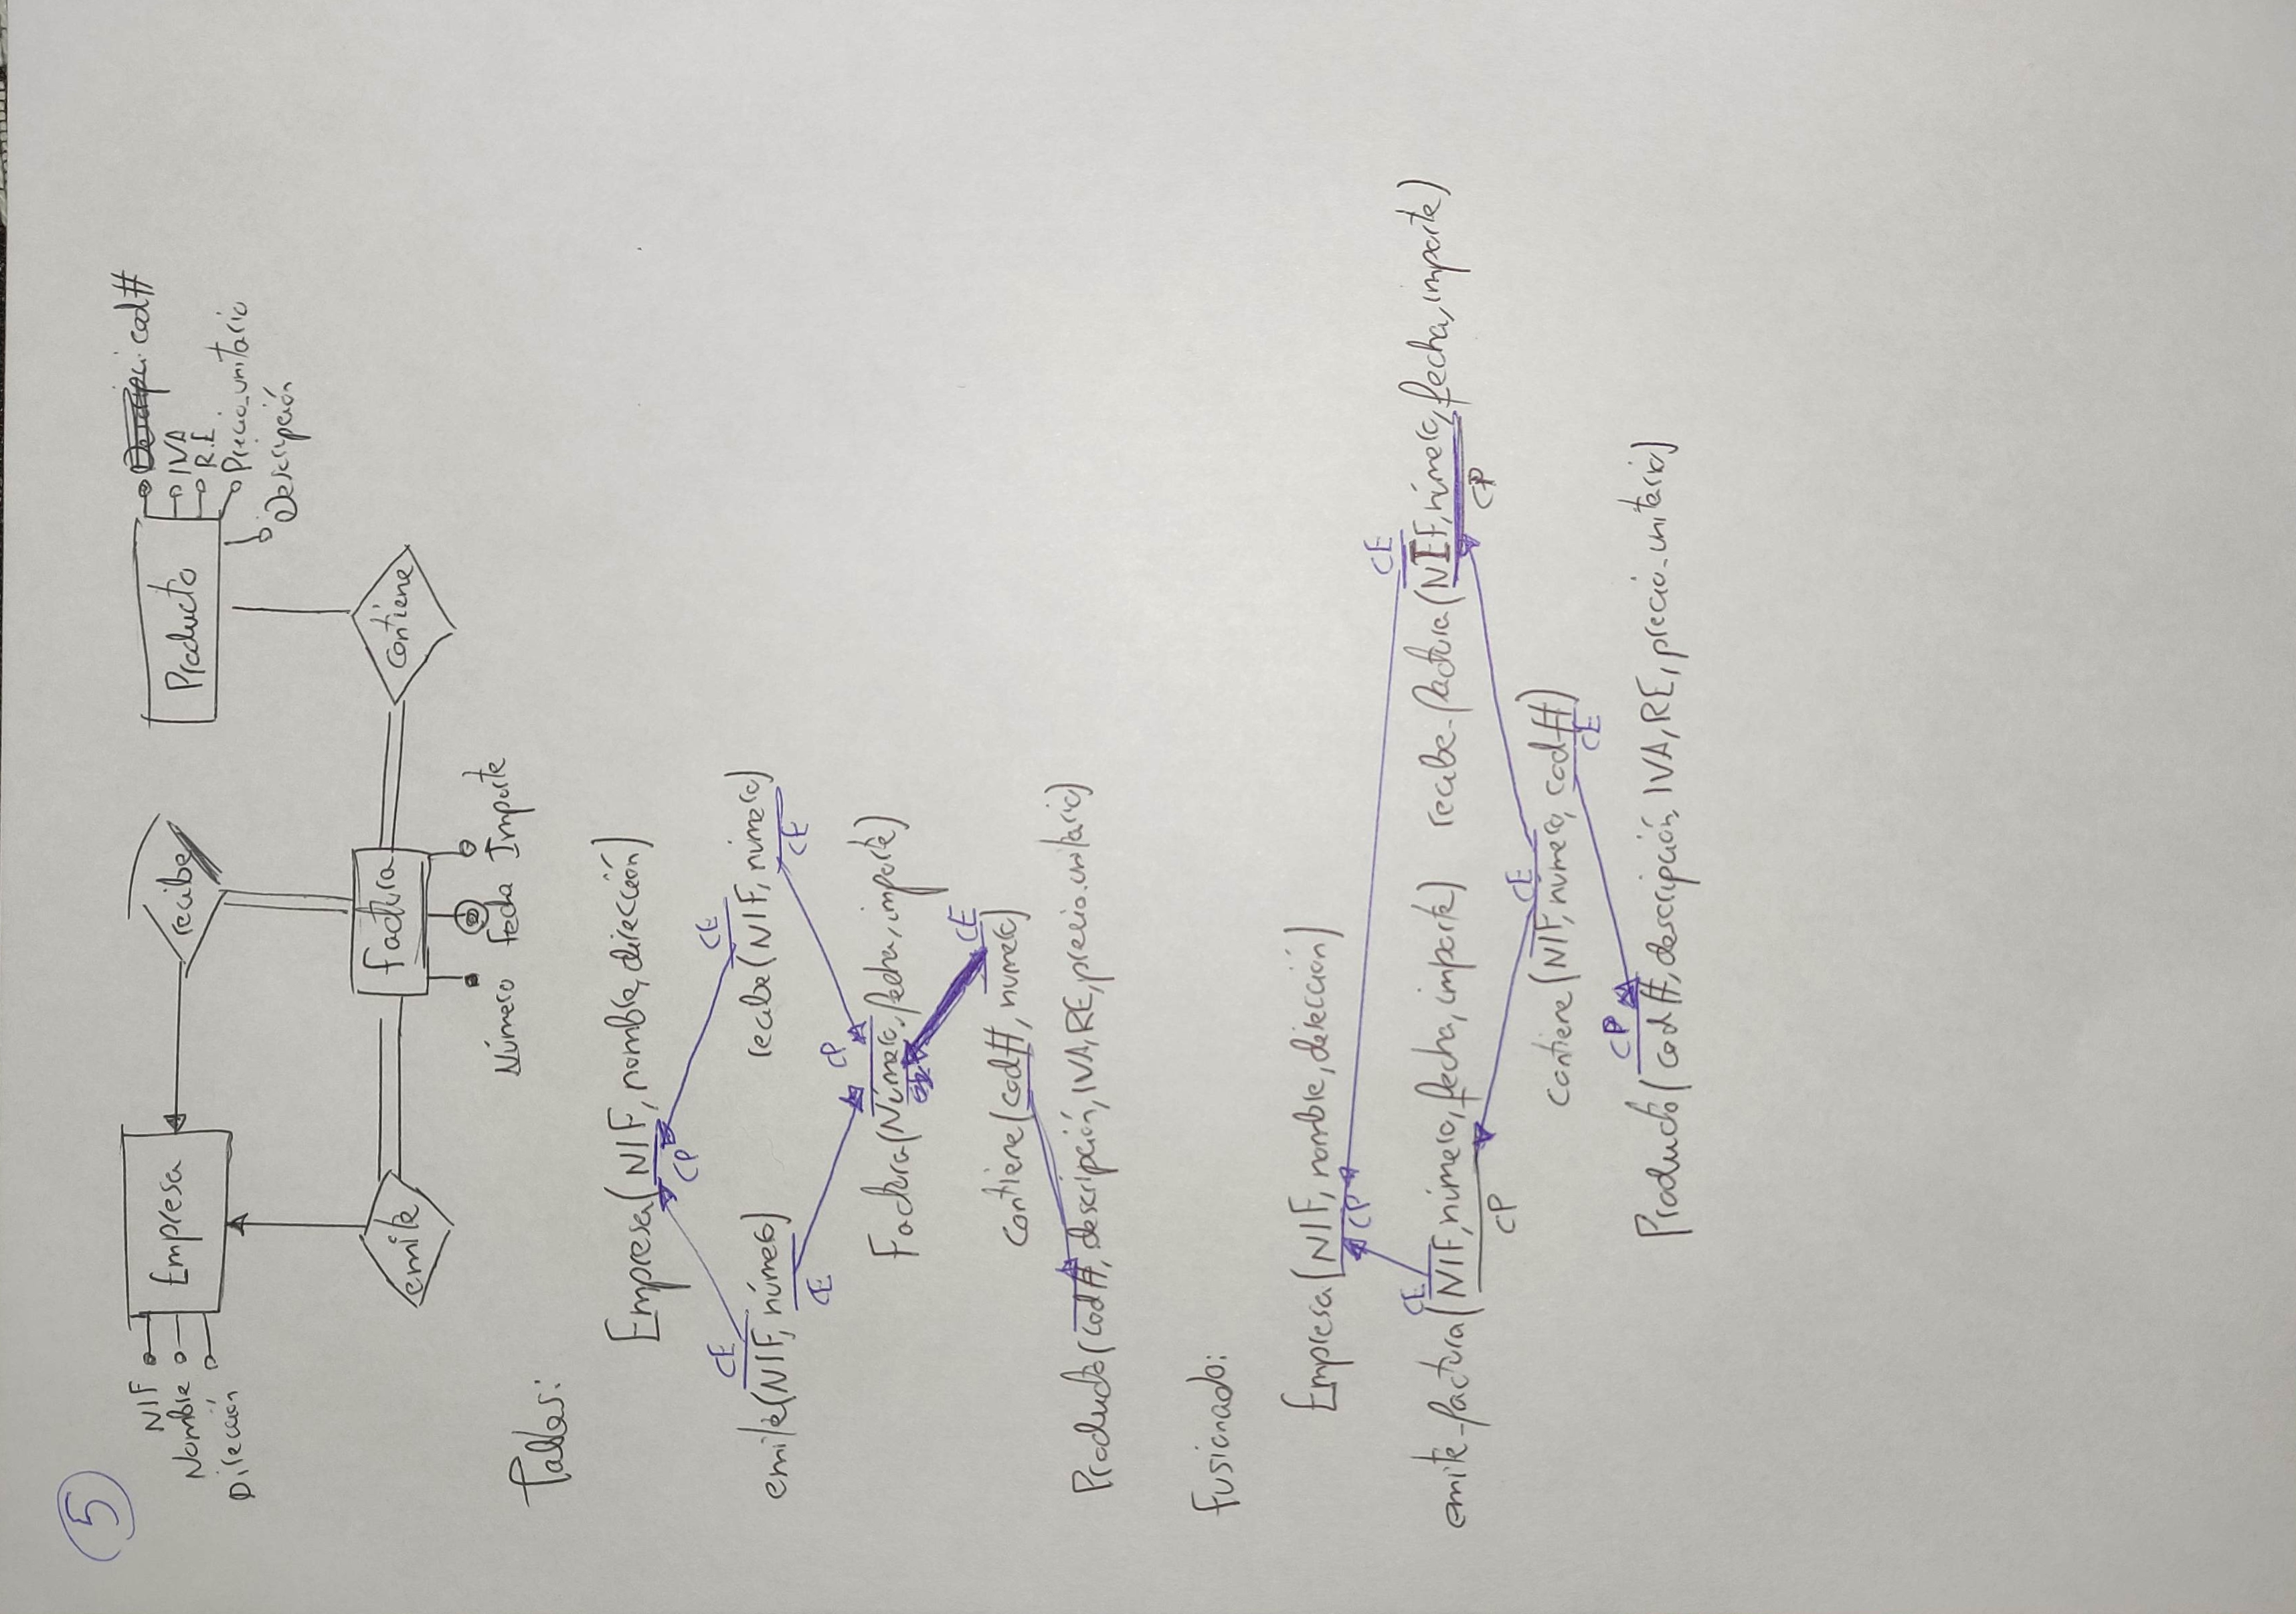 5
NIF
Nombre
Dirección
Empresa
recibe
Producto
cod#
IVA
R.E
Precio_unitario
Descripción
emite
factura
contiene
Número fecha Importe
Tablas:
Empresa(NIF, nombre, dirección)
CP
CE CE
emite(NIF, número) recibe(NIF, número)
CE CE
CP
Factura(Número, fecha, importe)
CE
contiene(cod#, numero)
Producto(cod#, descripción, IVA, RE, precio_unitario)
fusionado:
Empresa(NIF, nombre, dirección)
CP
CE CE
emite_factura(NIF, número, fecha, importe) recibe_factura(NIF, número, fecha, importe)
CP CP
CE
contiene(NIF, número, cod#)
CE
CP
Producto(cod#, descripción, IVA, RE, precio_unitario)